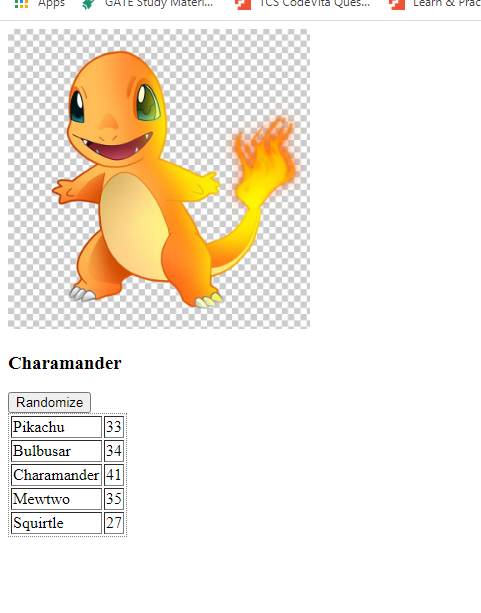 Apps GATE Study Materi... TCS CodeVita Ques... Learn & Prac
Charamander
Randomize
Pikachu 33
Bulbusar 34
Charamander 41
Mewtwo 35
Squirtle 27